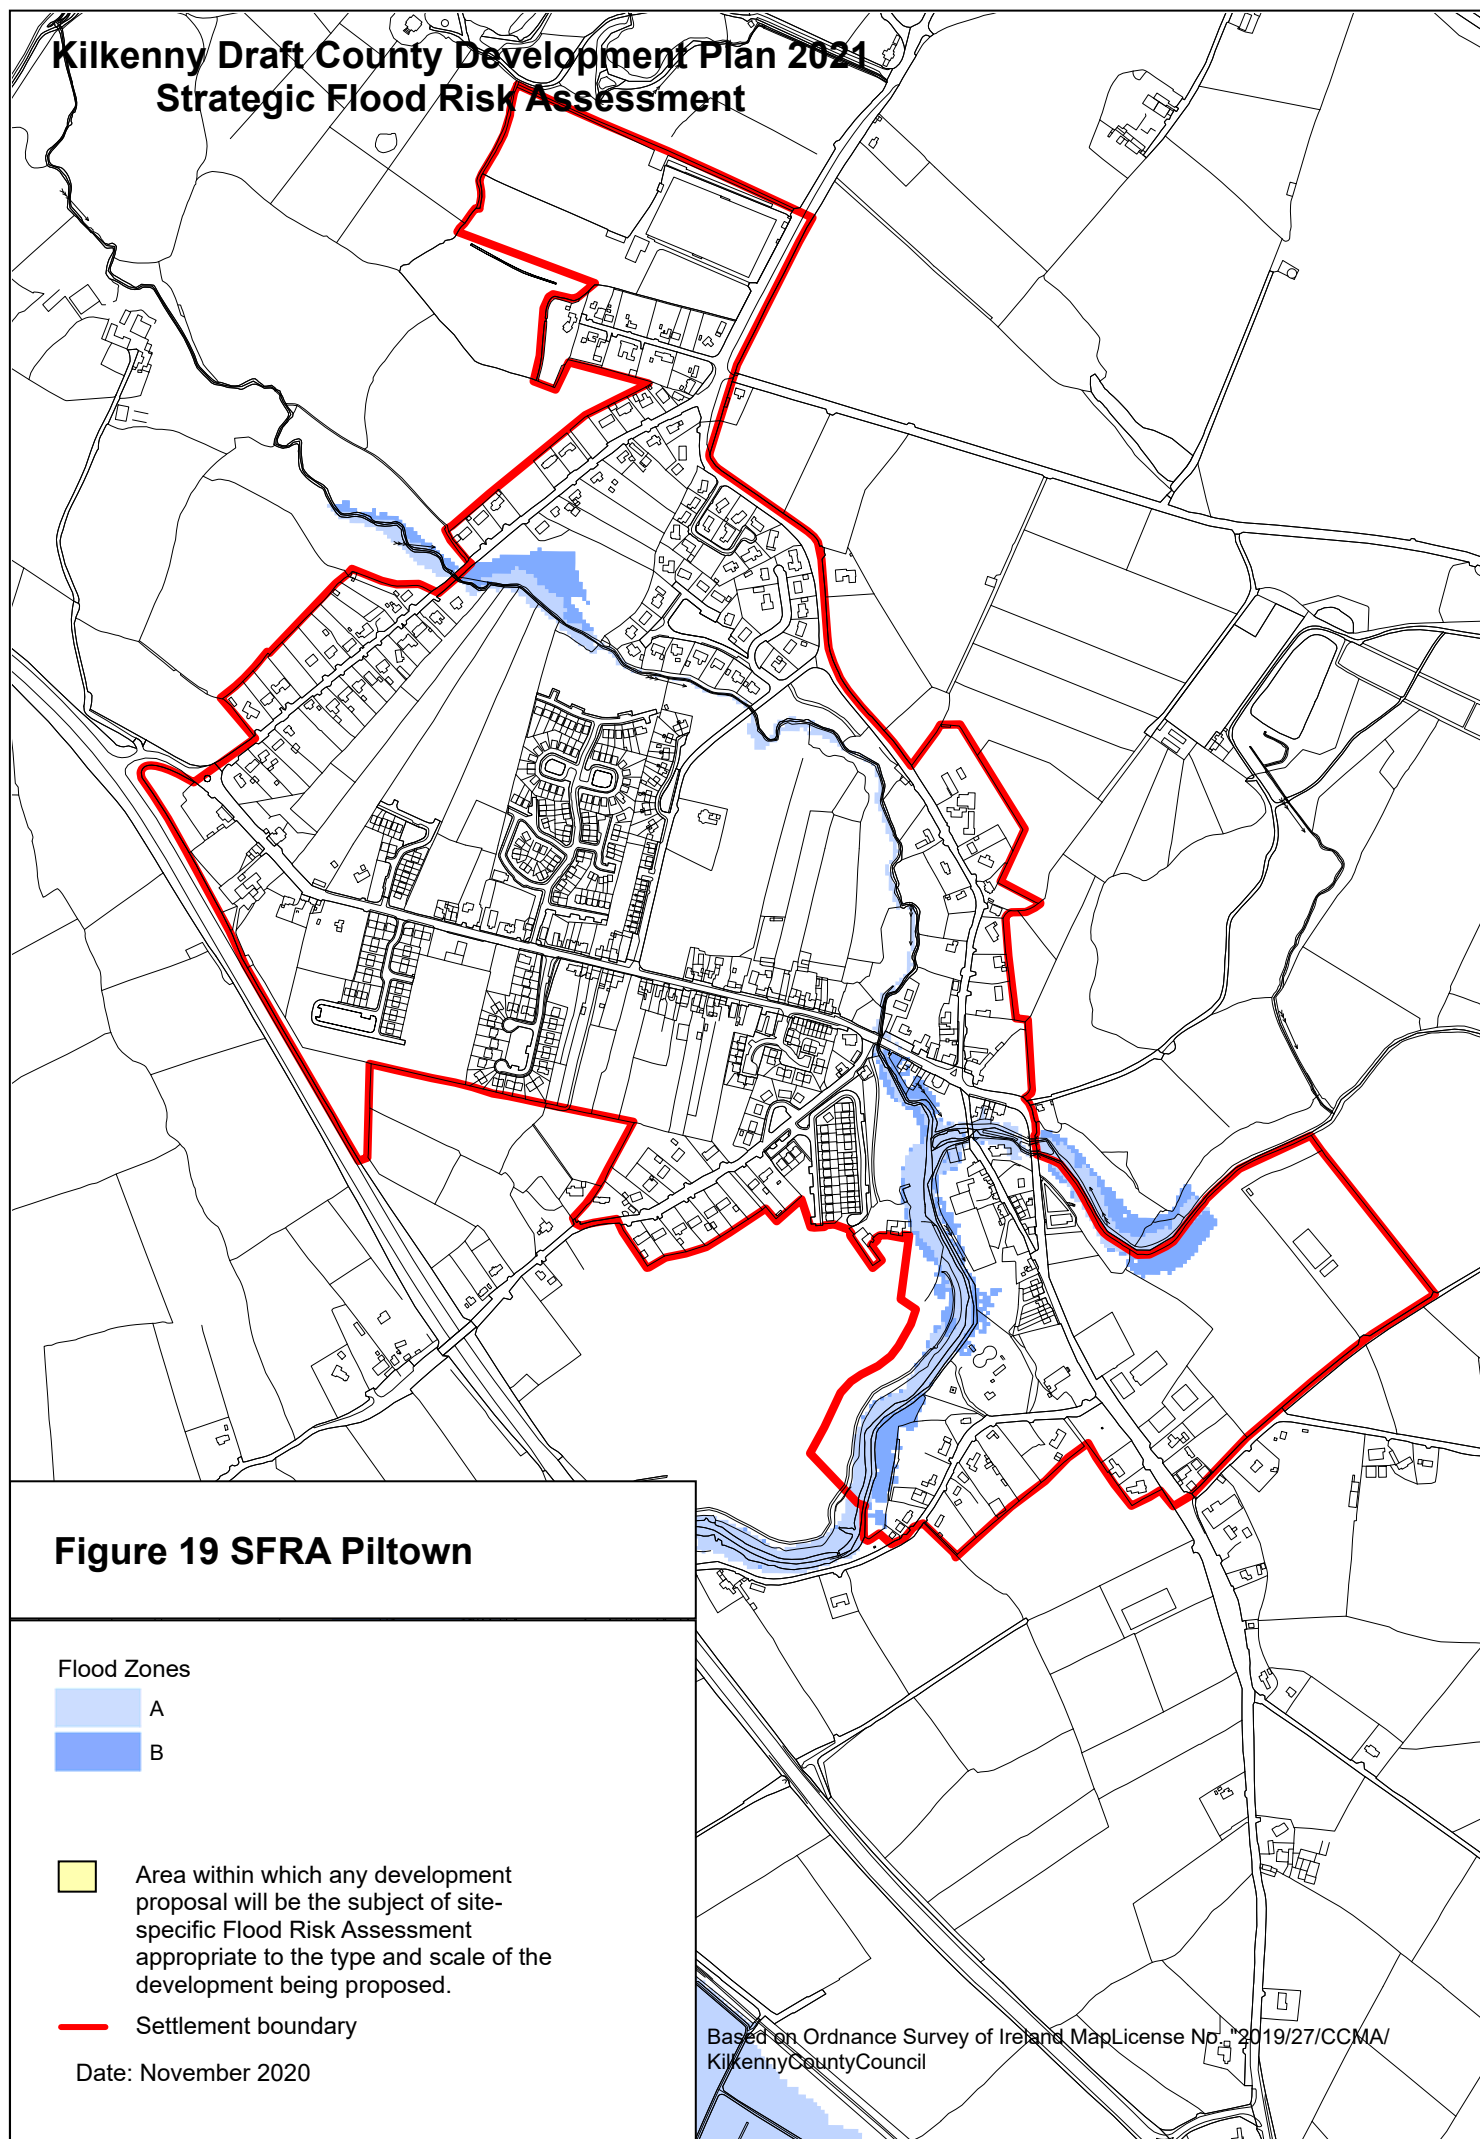 Kilkenny Draft County Development Plan 2021
Strategic Flood Risk Assessment
Figure 19 SFRA Piltown
Flood Zones
A
B
Area within which any development
proposal will be the subject of site-
specific Flood Risk Assessment
appropriate to the type and scale of the
development being proposed.
Settlement boundary
Date: November 2020
Based on Ordnance Survey of Ireland MapLicense No. "2019/27/CCMA/
KilkennyCountyCouncil